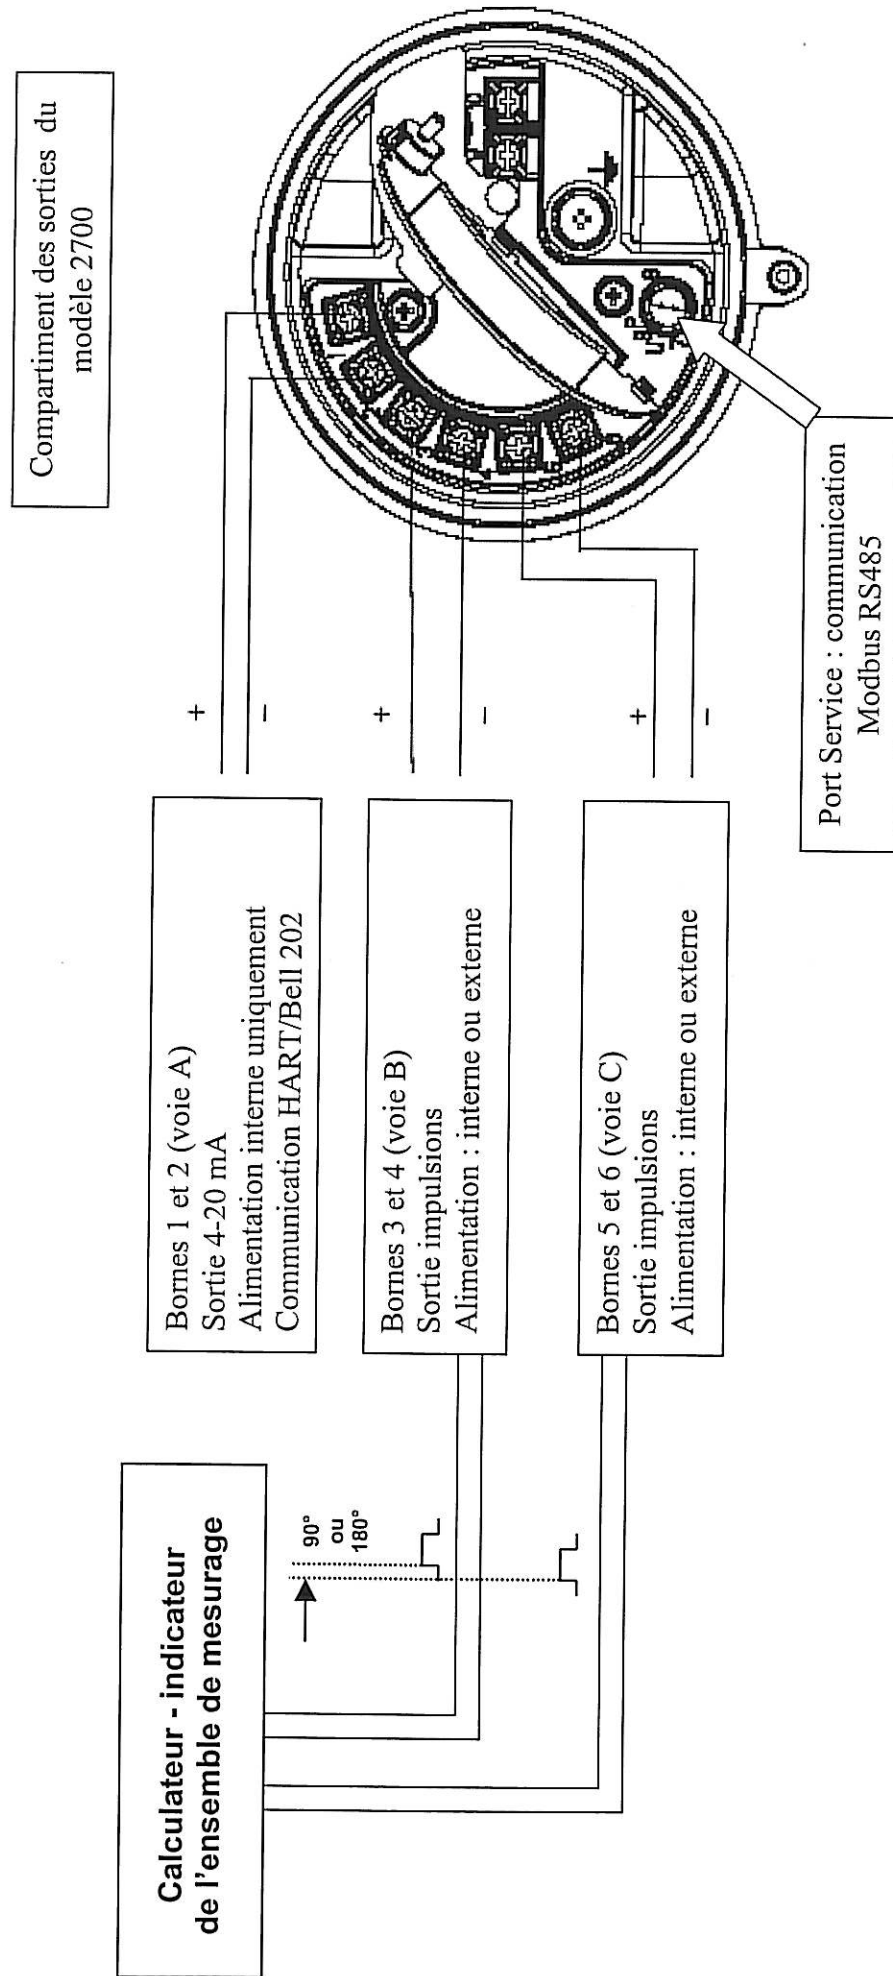 Compartiment des sorties du
modèle 2700
+
−
+
−
+
−
Bornes 1 et 2 (voie A)
Sortie 4-20 mA
Alimentation interne uniquement
Communication HART/Bell 202
Bornes 3 et 4 (voie B)
Sortie impulsions
Alimentation : interne ou externe
Bornes 5 et 6 (voie C)
Sortie impulsions
Alimentation : interne ou externe
Port Service : communication
Modbus RS485
Calculateur - indicateur
de l'ensemble de mesurage
90°
ou
180°